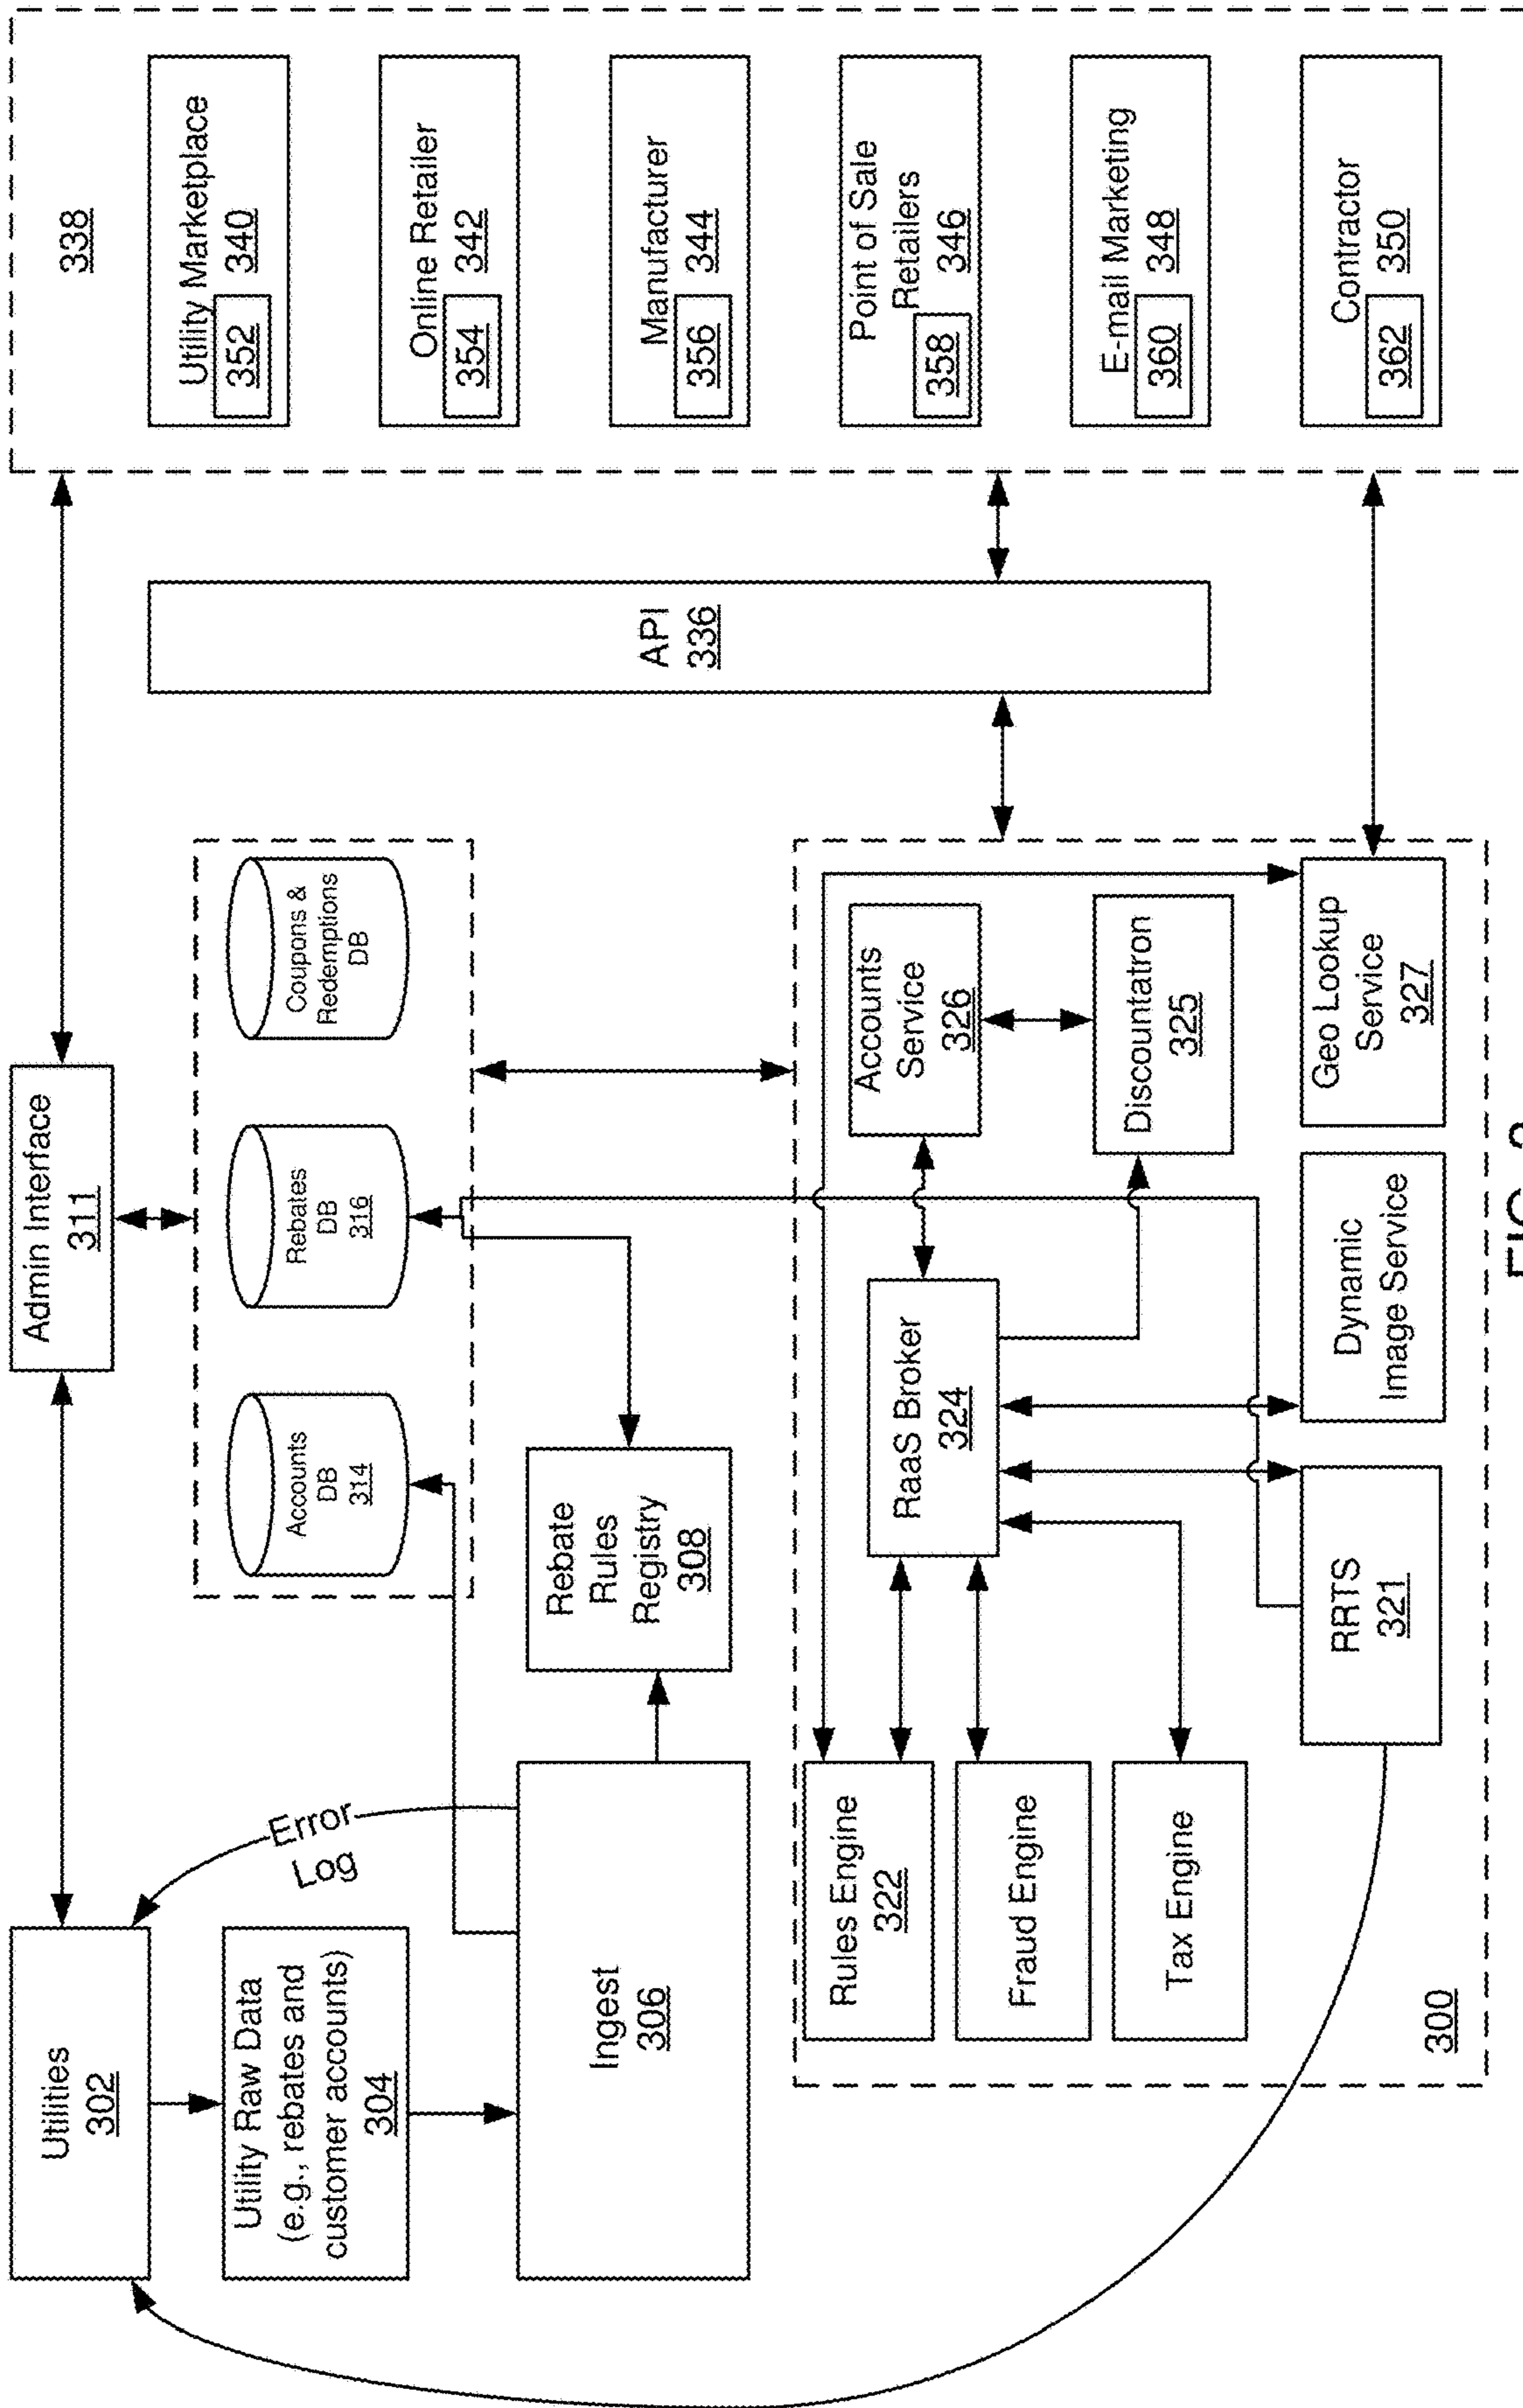 Utilities
302
Admin Interface
311
338
Utility Raw Data
(e.g., rebates and
customer accounts)
304
Error
Log
Accounts
DB
314
Rebates
DB
316
Coupons &
Redemptions
DB
Utility Marketplace
352 340
Online Retailer
354 342
Manufacturer
356 344
Point of Sale
Retailers
358 346
E-mail Marketing
360 348
Contractor
362 350
Ingest
306
Rebate
Rules
Registry
308
API
336
Rules Engine
322
Fraud Engine
Tax Engine
RaaS Broker
324
Accounts
Service
326
Discountatron
325
RRTS
321
Dynamic
Image Service
Geo Lookup
Service
327
300